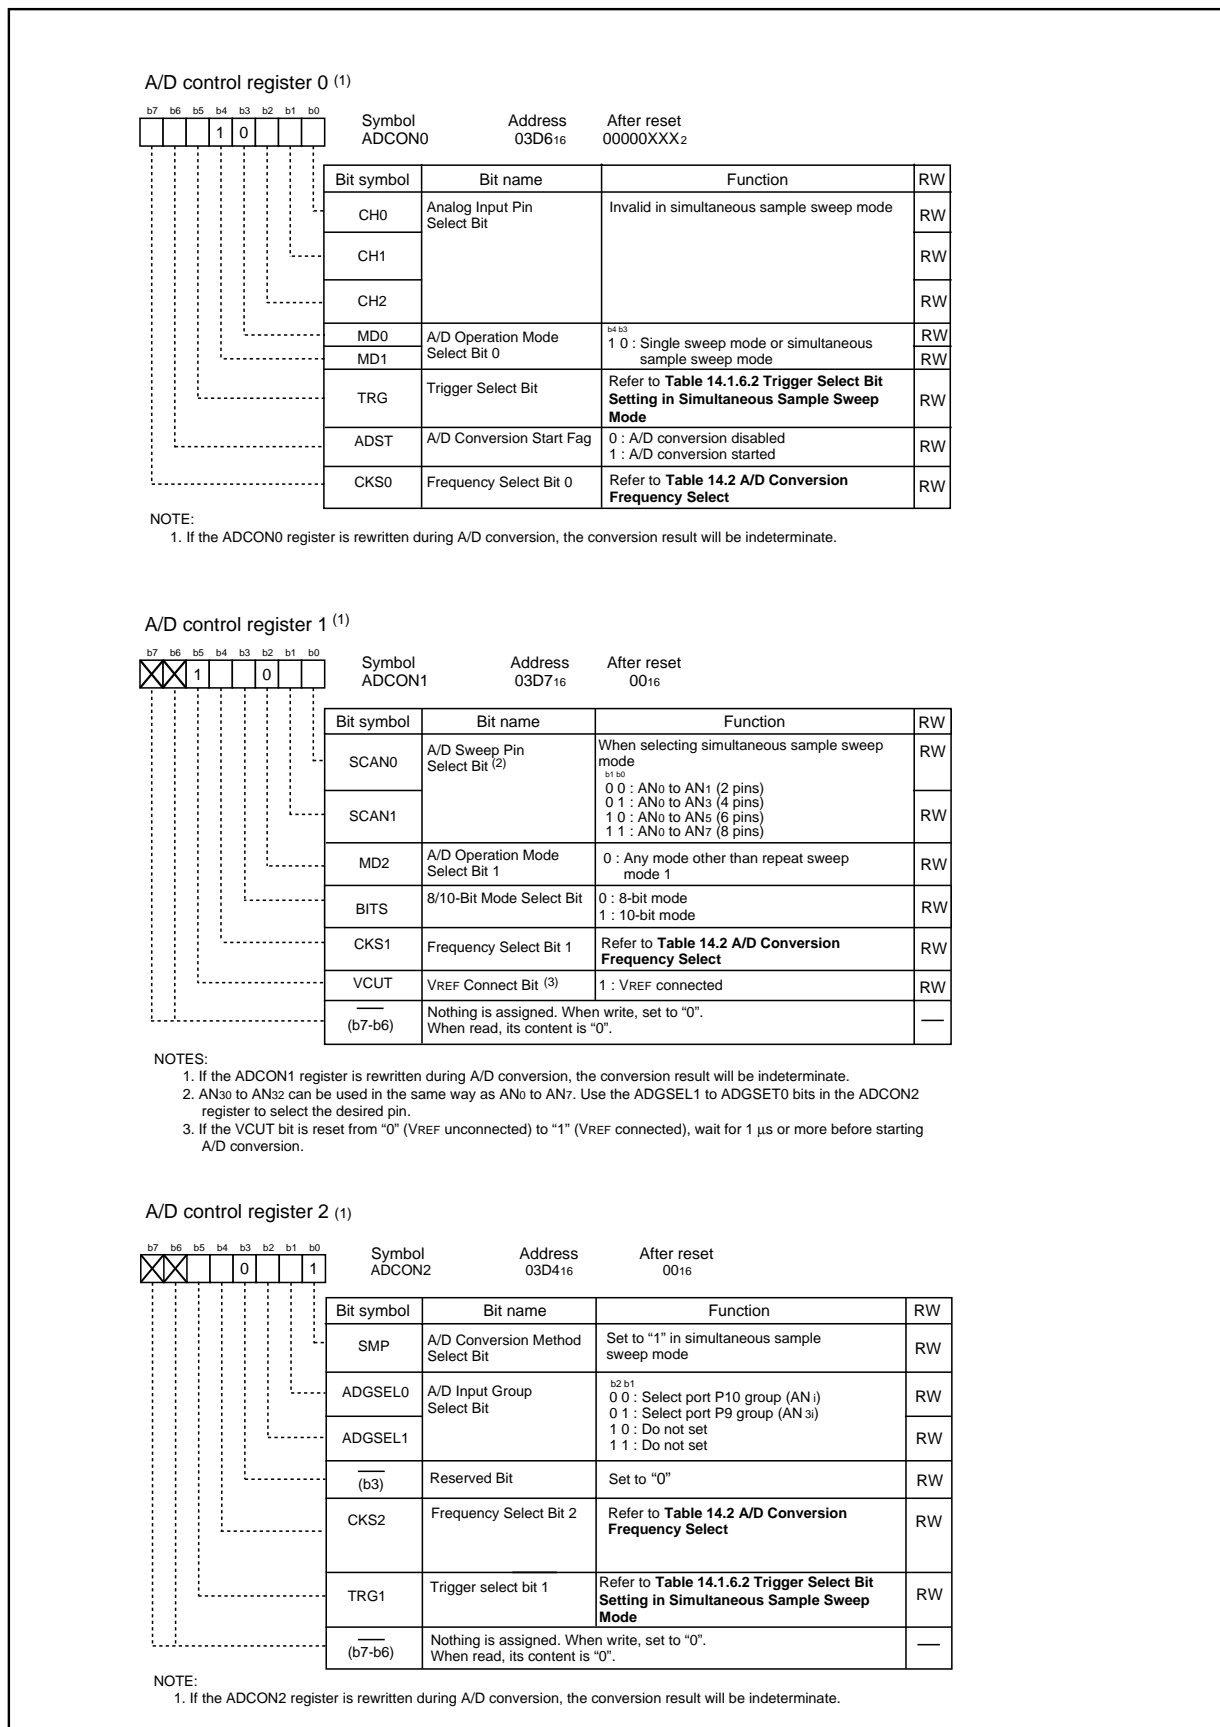 A/D control register 0 (1)
b7 b6 b5 b4 b3 b2 b1 b0
1 0
Symbol Address After reset
ADCON0 03D616 00000XXX2
Bit symbol Bit name Function RW
CH0 Analog Input Pin Select Bit Invalid in simultaneous sample sweep mode RW
CH1 RW
CH2 RW
MD0 A/D Operation Mode Select Bit 0 RW
b4 b3
1 0 : Single sweep mode or simultaneous
sample sweep mode
MD1 RW
TRG Trigger Select Bit RW
Refer to Table 14.1.6.2 Trigger Select Bit
Setting in Simultaneous Sample Sweep
Mode
ADST A/D Conversion Start Fag RW
0 : A/D conversion disabled
1 : A/D conversion started
CKS0 Frequency Select Bit 0 RW
Refer to Table 14.2 A/D Conversion
Frequency Select
NOTE:
1. If the ADCON0 register is rewritten during A/D conversion, the conversion result will be indeterminate.
A/D control register 1 (1)
b7 b6 b5 b4 b3 b2 b1 b0
1 0
Symbol Address After reset
ADCON1 03D716 0016
Bit symbol Bit name Function RW
SCAN0 A/D Sweep Pin
Select Bit (2) RW
When selecting simultaneous sample sweep
mode
b1 b0
0 0 : AN0 to AN1 (2 pins)
0 1 : AN0 to AN3 (4 pins)
1 0 : AN0 to AN5 (6 pins)
1 1 : AN0 to AN7 (8 pins)
SCAN1 RW
MD2 A/D Operation Mode
Select Bit 1 RW
0 : Any mode other than repeat sweep
mode 1
BITS 8/10-Bit Mode Select Bit RW
0 : 8-bit mode
1 : 10-bit mode
CKS1 Frequency Select Bit 1 RW
Refer to Table 14.2 A/D Conversion
Frequency Select
VCUT VREF Connect Bit (3) 1 : VREF connected RW
(b7-b6) Nothing is assigned. When write, set to “0”.
When read, its content is “0”. —
NOTES:
1. If the ADCON1 register is rewritten during A/D conversion, the conversion result will be indeterminate.
2. AN30 to AN32 can be used in the same way as AN0 to AN7. Use the ADGSEL1 to ADGSET0 bits in the ADCON2
register to select the desired pin.
3. If the VCUT bit is reset from “0” (VREF unconnected) to “1” (VREF connected), wait for 1 µs or more before starting
A/D conversion.
A/D control register 2 (1)
b7 b6 b5 b4 b3 b2 b1 b0
0 1
Symbol Address After reset
ADCON2 03D416 0016
Bit symbol Bit name Function RW
SMP A/D Conversion Method
Select Bit RW
Set to “1” in simultaneous sample
sweep mode
ADGSEL0 A/D Input Group
Select Bit RW
b2 b1
0 0 : Select port P10 group (ANi)
0 1 : Select port P9 group (AN3i)
1 0 : Do not set
1 1 : Do not set
ADGSEL1 RW
(b3) Reserved Bit Set to “0” RW
CKS2 Frequency Select Bit 2 RW
Refer to Table 14.2 A/D Conversion
Frequency Select
TRG1 Trigger select bit 1 RW
Refer to Table 14.1.6.2 Trigger Select Bit
Setting in Simultaneous Sample Sweep
Mode
(b7-b6) Nothing is assigned. When write, set to “0”.
When read, its content is “0”. —
NOTE:
1. If the ADCON2 register is rewritten during A/D conversion, the conversion result will be indeterminate.